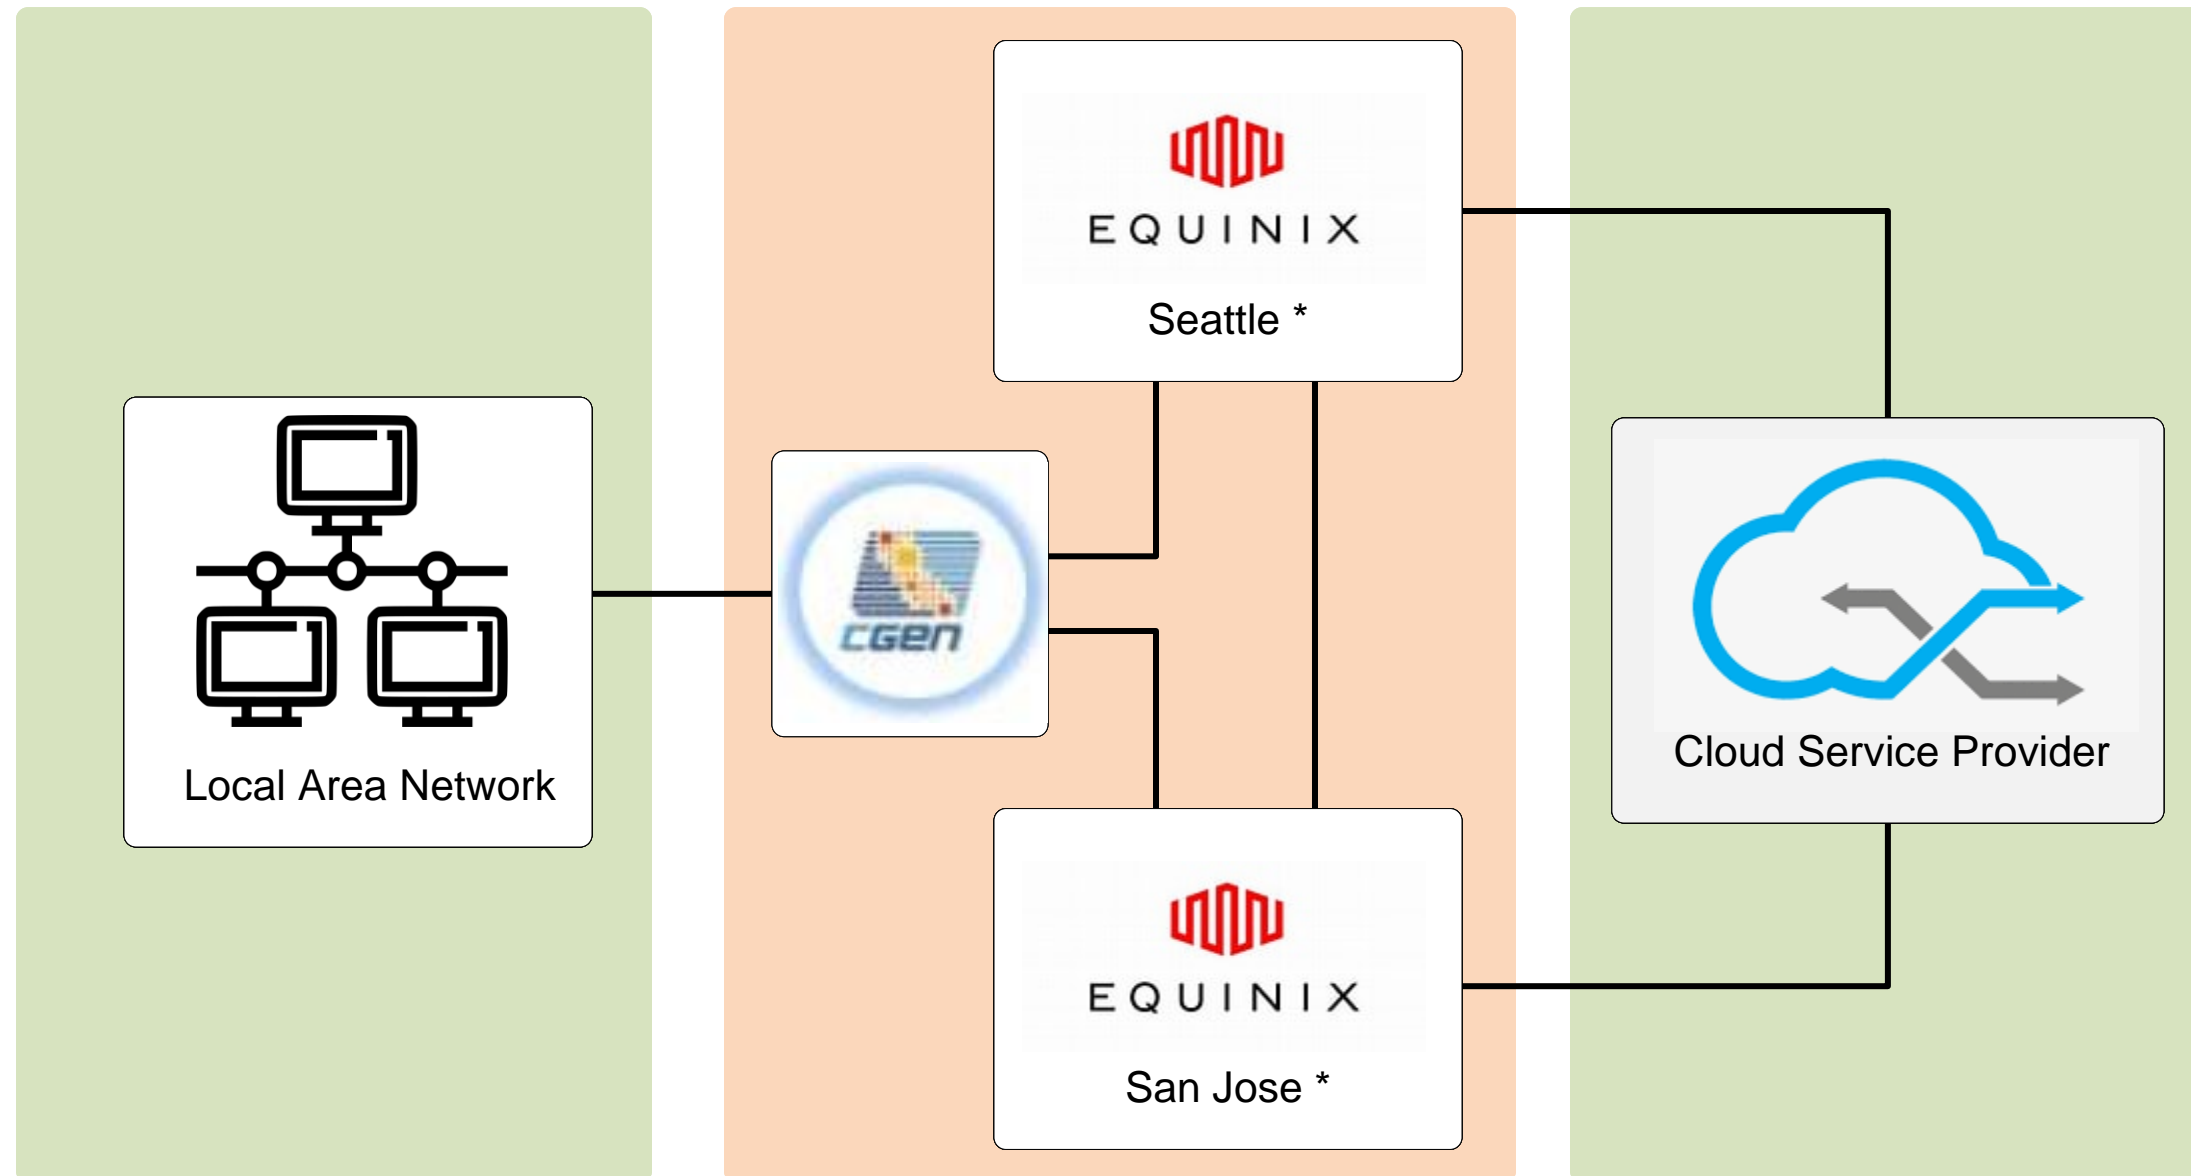 EQUINIX
Seattle *
Local Area Network
CGen
Cloud Service Provider
EQUINIX
San Jose *